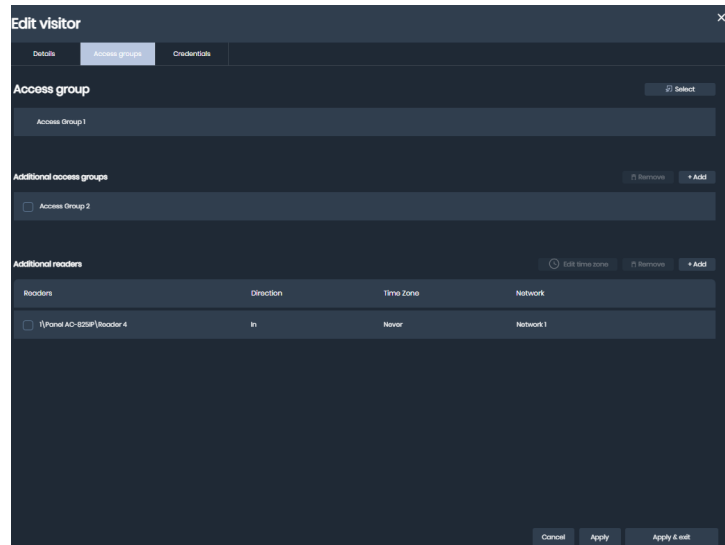 Edit visitor
Details Access groups Credentials
Access group
Select
Access Group 1
Additional access groups
Remove + Add
Access Group 2
Additional readers
Edit time zone Remove + Add
Readers Direction Time Zone Network
1\Panel AC-825IP\Reader 4 In Never Network 1
Cancel Apply Apply & exit